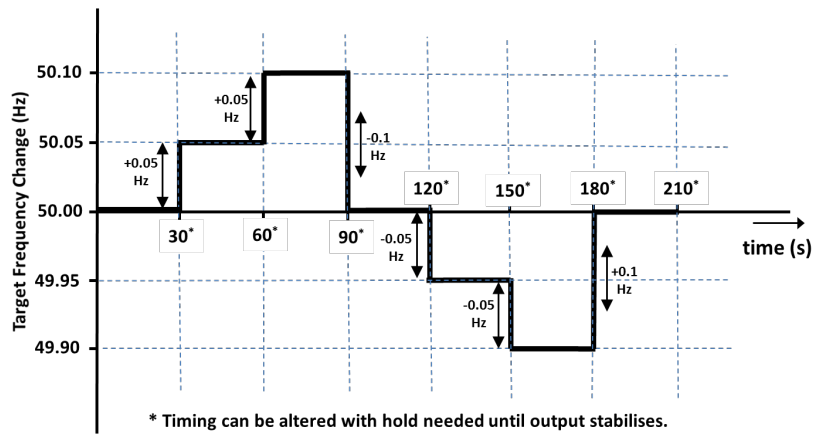 Target Frequency Change (Hz)
50.10
50.05
50.00
49.95
49.90
+0.05
Hz
+0.05
Hz
-0.1
Hz
-0.05
Hz
-0.05
Hz
+0.1
Hz
30*
60*
90*
120*
150*
180*
210*
time (s)
* Timing can be altered with hold needed until output stabilises.